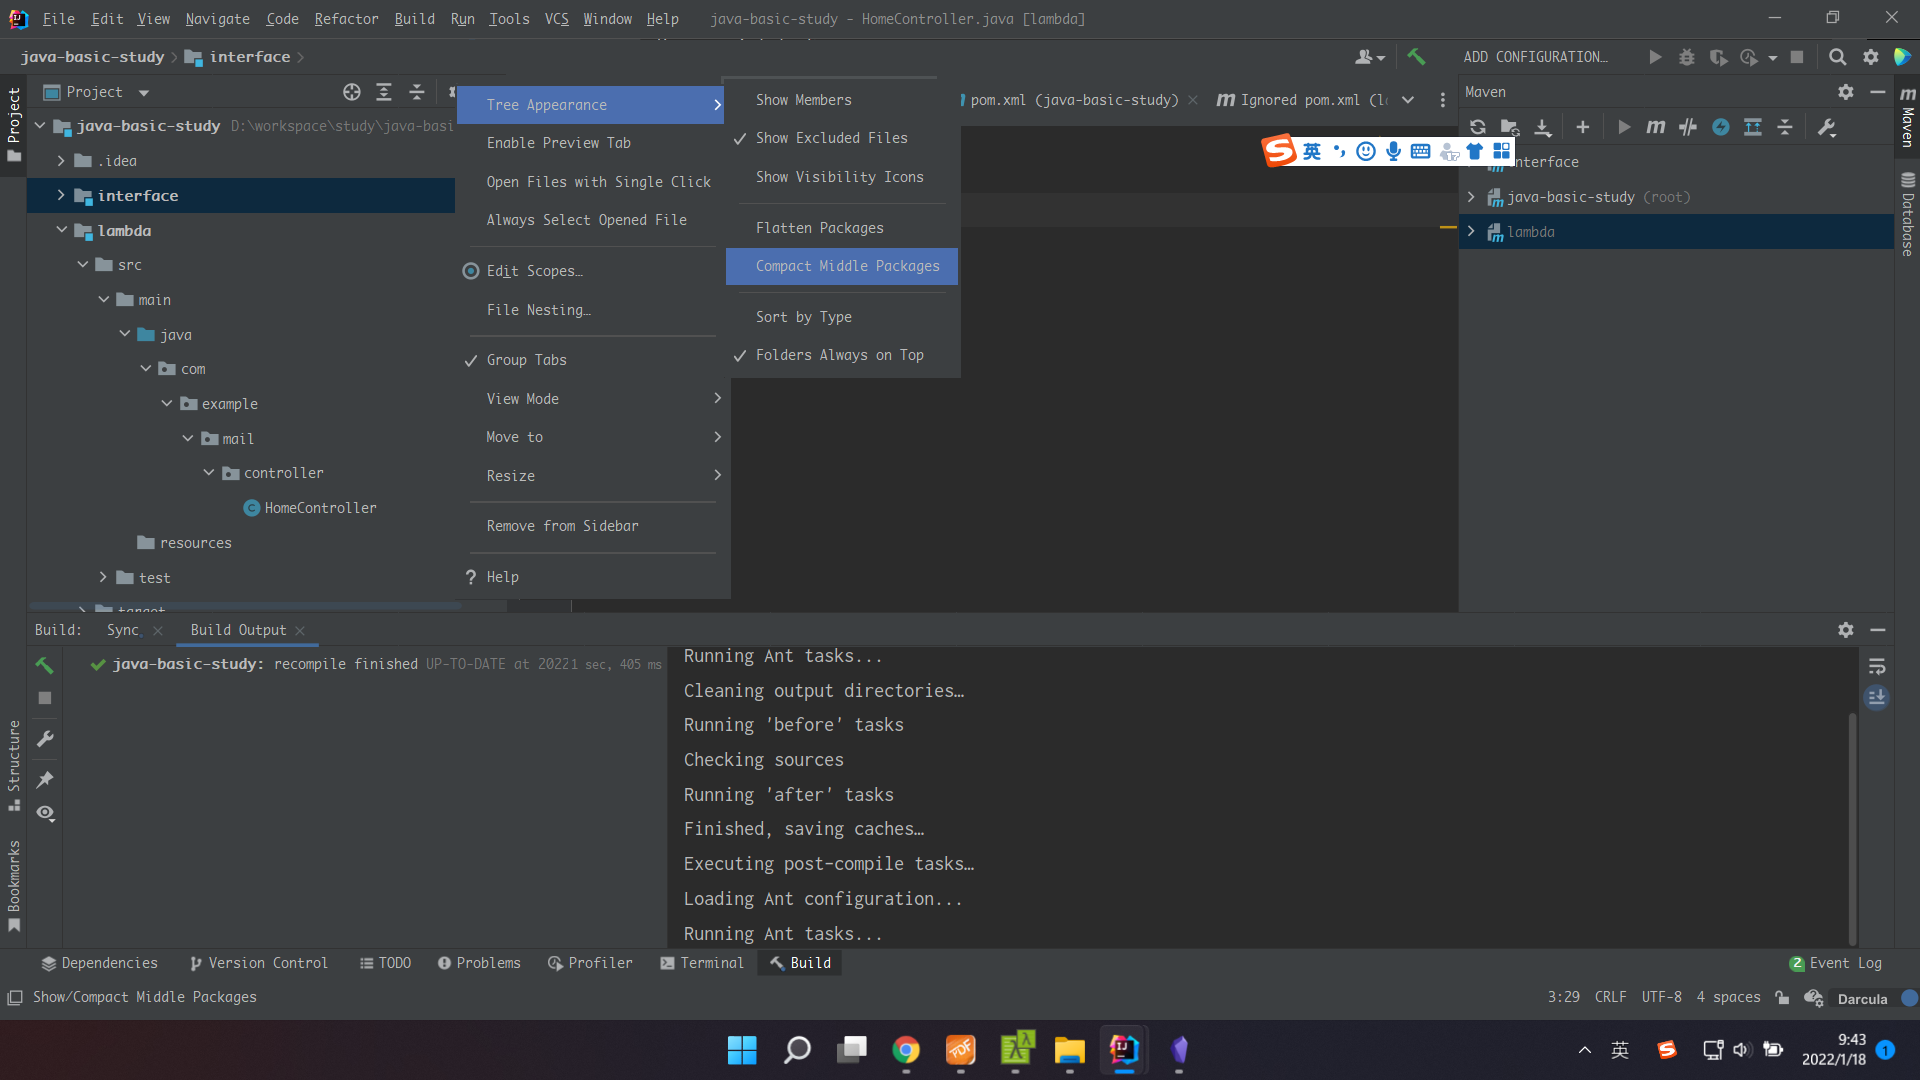 File Edit View Navigate Code Refactor Build Run Tools VCS Window Help java-basic-study - HomeController.java [lambda]
java-basic-study interface ADD CONFIGURATION…
Project
Project
java-basic-study D:\workspace\study\java-basi
.idea
interface
lambda
src
main
java
com
example
mail
controller
HomeController
resources
test
target
Tree Appearance
Enable Preview Tab
Open Files with Single Click
Always Select Opened File
Edit Scopes…
File Nesting…
Group Tabs
View Mode
Move to
Resize
Remove from Sidebar
? Help
Show Members
Show Excluded Files
Show Visibility Icons
Flatten Packages
Compact Middle Packages
Sort by Type
Folders Always on Top
pom.xml (java-basic-study)
Ignored pom.xml (l
英
Maven
interface
java-basic-study (root)
lambda
Maven
Database
Build: Sync Build Output
java-basic-study: recompile finished UP-TO-DATE at 2022 1 sec, 405 ms
Running Ant tasks...
Cleaning output directories…
Running 'before' tasks
Checking sources
Running 'after' tasks
Finished, saving caches…
Executing post-compile tasks…
Loading Ant configuration...
Running Ant tasks...
Structure
Bookmarks
Dependencies Version Control TODO Problems Profiler Terminal Build 2 Event Log
Show/Compact Middle Packages 3:29 CRLF UTF-8 4 spaces Darcula
PDF
英
9:43
2022/1/18
1